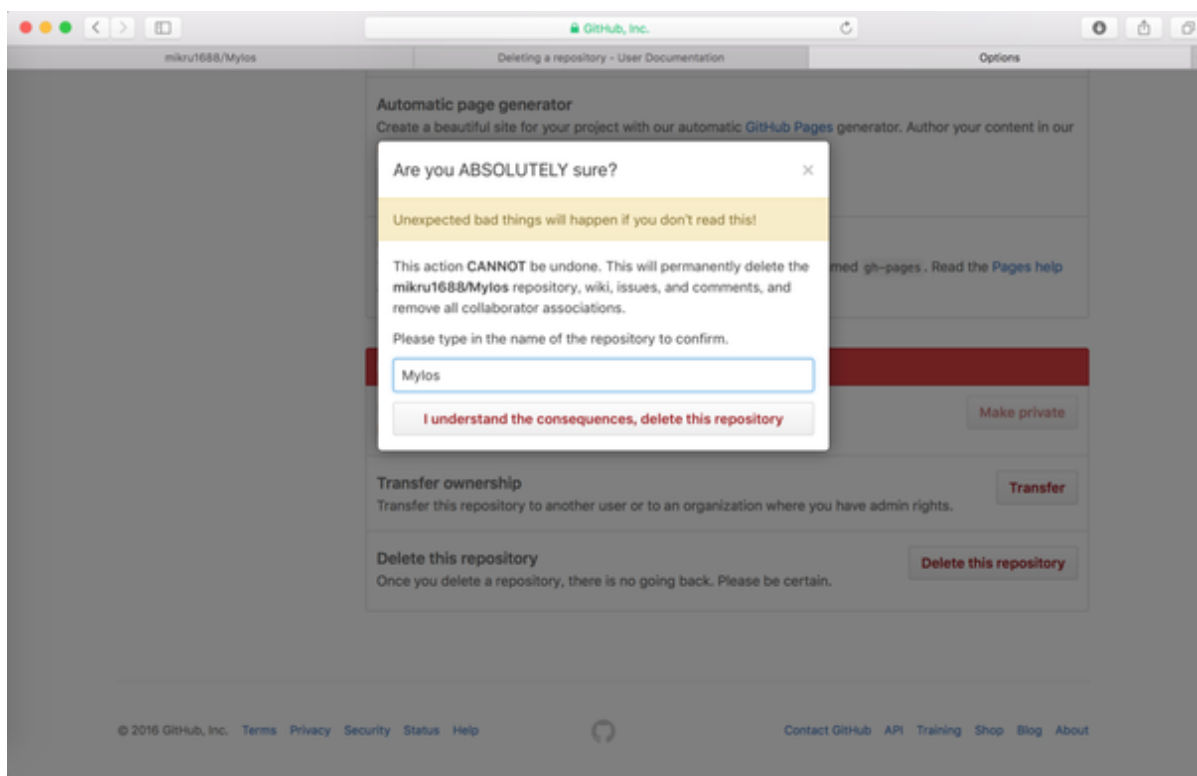 GitHub, Inc.
mikru1688/Mylos
Deleting a repository - User Documentation
Options
Automatic page generator
Create a beautiful site for your project with our automatic GitHub Pages generator. Author your content in our
Are you ABSOLUTELY sure?
×
Unexpected bad things will happen if you don't read this!
This action CANNOT be undone. This will permanently delete the
mikru1688/Mylos repository, wiki, issues, and comments, and
remove all collaborator associations.
med gh-pages. Read the Pages help
Please type in the name of the repository to confirm.
Mylos
I understand the consequences, delete this repository
Make private
Transfer ownership
Transfer this repository to another user or to an organization where you have admin rights.
Transfer
Delete this repository
Once you delete a repository, there is no going back. Please be certain.
Delete this repository
© 2016 GitHub, Inc. Terms Privacy Security Status Help
Contact GitHub API Training Shop Blog About